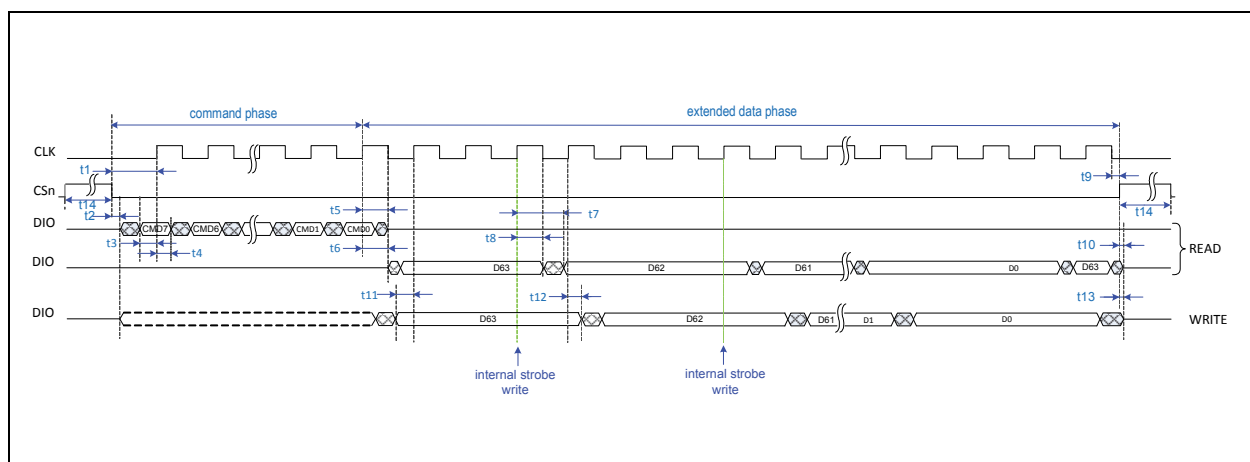 command phase
extended data phase
CLK
t1
t9
CSn
t14
t14
t2
t5
t7
DIO
CMD7
CMD6
CMD1
CMD0
t8
t3
t4
t6
t10
READ
DIO
D63
D62
D61
D0
D63
t11
t12
t13
DIO
D63
D62
D61
D1
D0
WRITE
internal strobe
write
internal strobe
write